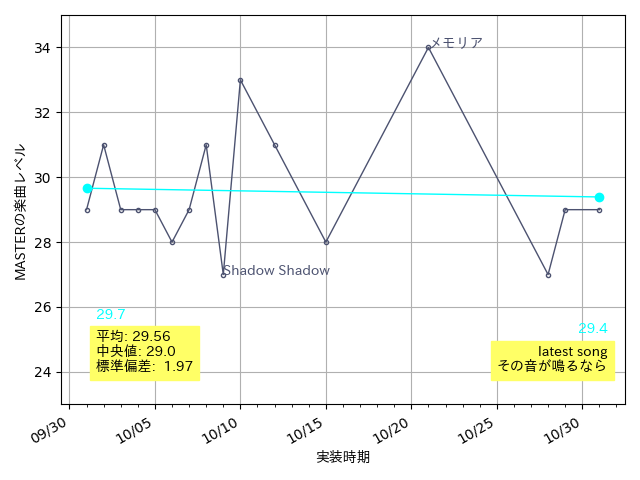 34
メモリア
32
30
28
Shadow Shadow
26
24
MASTERの楽曲レベル
29.7
平均: 29.56
中央値: 29.0
標準偏差: 1.97
29.4
latest song
その音が鳴るなら
09/30
10/05
10/10
10/15
10/20
10/25
10/30
実装時期